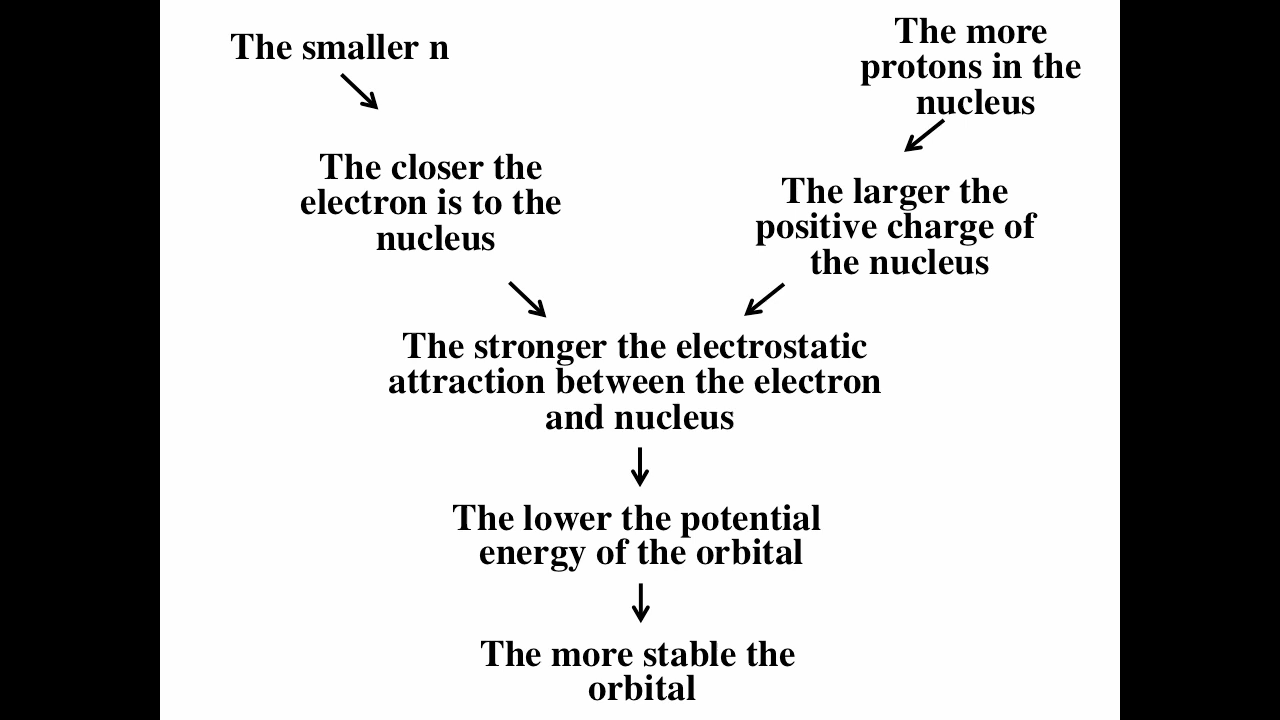 The smaller n
The more
protons in the
nucleus
The closer the
electron is to the
nucleus
The larger the
positive charge of
the nucleus
The stronger the electrostatic
attraction between the electron
and nucleus
The lower the potential
energy of the orbital
The more stable the
orbital